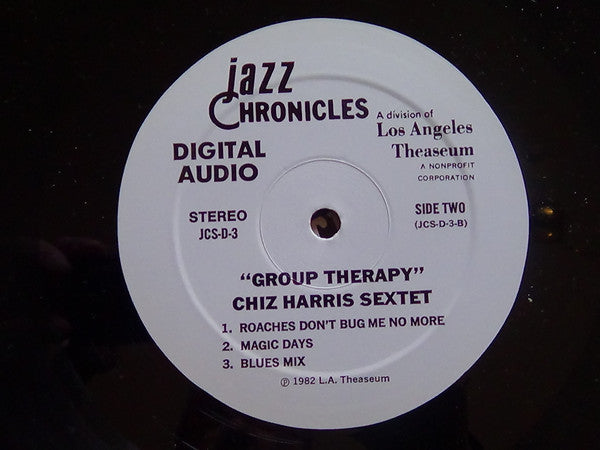 jazz
CHRONICLES
A division of
Los Angeles
Theaseum
A NONPROFIT
CORPORATION
DIGITAL
AUDIO
STEREO
JCS-D-3
SIDE TWO
(JCS-D-3-B)
"GROUP THERAPY"
CHIZ HARRIS SEXTET
1. ROACHES DON'T BUG ME NO MORE
2. MAGIC DAYS
3. BLUES MIX
℗ 1982 L.A. Theaseum